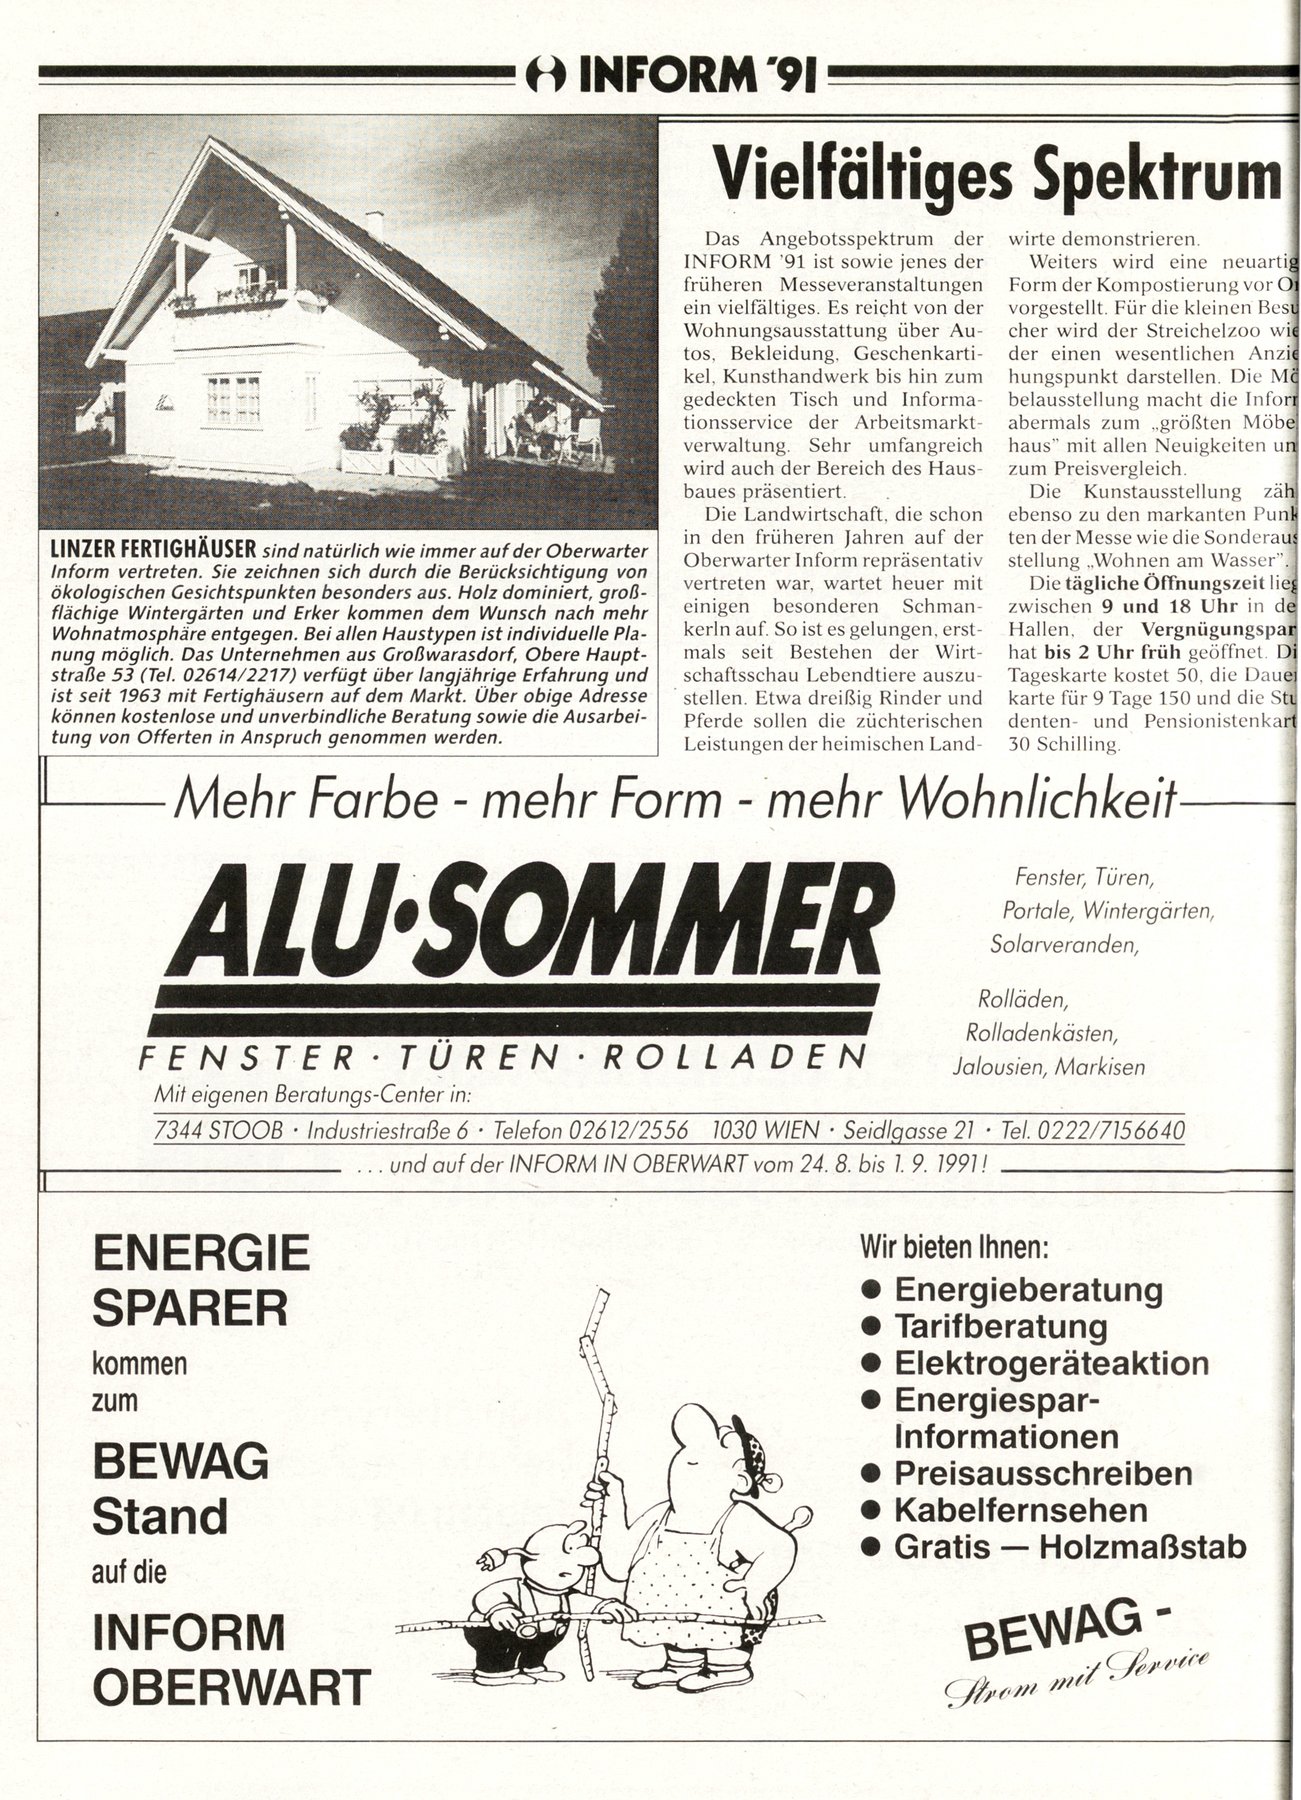 INFORM '91
LINZER FERTIGHÄUSER sind natürlich wie immer auf der Oberwarter
Inform vertreten. Sie zeichnen sich durch die Berücksichtigung von
ökologischen Gesichtspunkten besonders aus. Holz dominiert, groß-
flächige Wintergärten und Erker kommen dem Wunsch nach mehr
Wohnatmosphäre entgegen. Bei allen Haustypen ist individuelle Pla-
nung möglich. Das Unternehmen aus Großwarasdorf, Obere Haupt-
straße 53 (Tel. 02614/2217) verfügt über langjährige Erfahrung und
ist seit 1963 mit Fertighäusern auf dem Markt. Über obige Adresse
können kostenlose und unverbindliche Beratung sowie die Ausarbei-
tung von Offerten in Anspruch genommen werden.
Vielfältiges Spektrum
Das Angebotsspektrum der
INFORM '91 ist sowie jenes der
früheren Messeveranstaltungen
ein vielfältiges. Es reicht von der
Wohnungsausstattung über Au-
tos, Bekleidung, Geschenkarti-
kel, Kunsthandwerk bis hin zum
gedeckten Tisch und Informa-
tionsservice der Arbeitsmarkt-
verwaltung. Sehr umfangreich
wird auch der Bereich des Haus-
baues präsentiert.
Die Landwirtschaft, die schon
in den früheren Jahren auf der
Oberwarter Inform repräsentativ
vertreten war, wartet heuer mit
einigen besonderen Schman-
kerln auf. So ist es gelungen, erst-
mals seit Bestehen der Wirt-
schaftsschau Lebendtiere auszu-
stellen. Etwa dreißig Rinder und
Pferde sollen die züchterischen
Leistungen der heimischen Land-
wirte demonstrieren.
Weiters wird eine neuartig
Form der Kompostierung vor O
vorgestellt. Für die kleinen Besu
cher wird der Streichelzoo wie
der einen wesentlichen Anzie
hungspunkt darstellen. Die Mö
belausstellung macht die Infor
abermals zum „größten Möbe
haus" mit allen Neuigkeiten un
zum Preisvergleich.
Die Kunstausstellung zäh
ebenso zu den markanten Punk
ten der Messe wie die Sonderaus
stellung „Wohnen am Wasser".
Die tägliche Öffnungszeit lieg
zwischen 9 und 18 Uhr in de
Hallen, der Vergnügungspar
hat bis 2 Uhr früh geöffnet. Di
Tageskarte kostet 50, die Dauer
karte für 9 Tage 150 und die Stu
denten- und Pensionistenkart
30 Schilling.
Mehr Farbe - mehr Form - mehr Wohnlichkeit
ALU·SOMMER
FENSTER · TÜREN · ROLLADEN
Fenster, Türen,
Portale, Wintergärten,
Solarveranden,
Rolläden,
Rolladenkästen,
Jalousien, Markisen
Mit eigenen Beratungs-Center in:
7344 STOOB · Industriestraße 6 · Telefon 02612/2556 1030 WIEN · Seidlgasse 21 · Tel. 0222/7156640
... und auf der INFORM IN OBERWART vom 24. 8. bis 1. 9. 1991!
ENERGIE
SPARER
kommen
zum
BEWAG
Stand
auf die
INFORM
OBERWART
Wir bieten Ihnen:
● Energieberatung
● Tarifberatung
● Elektrogeräteaktion
● Energiespar-
Informationen
● Preisausschreiben
● Kabelfernsehen
● Gratis — Holzmaßstab
BEWAG -
Strom mit Service